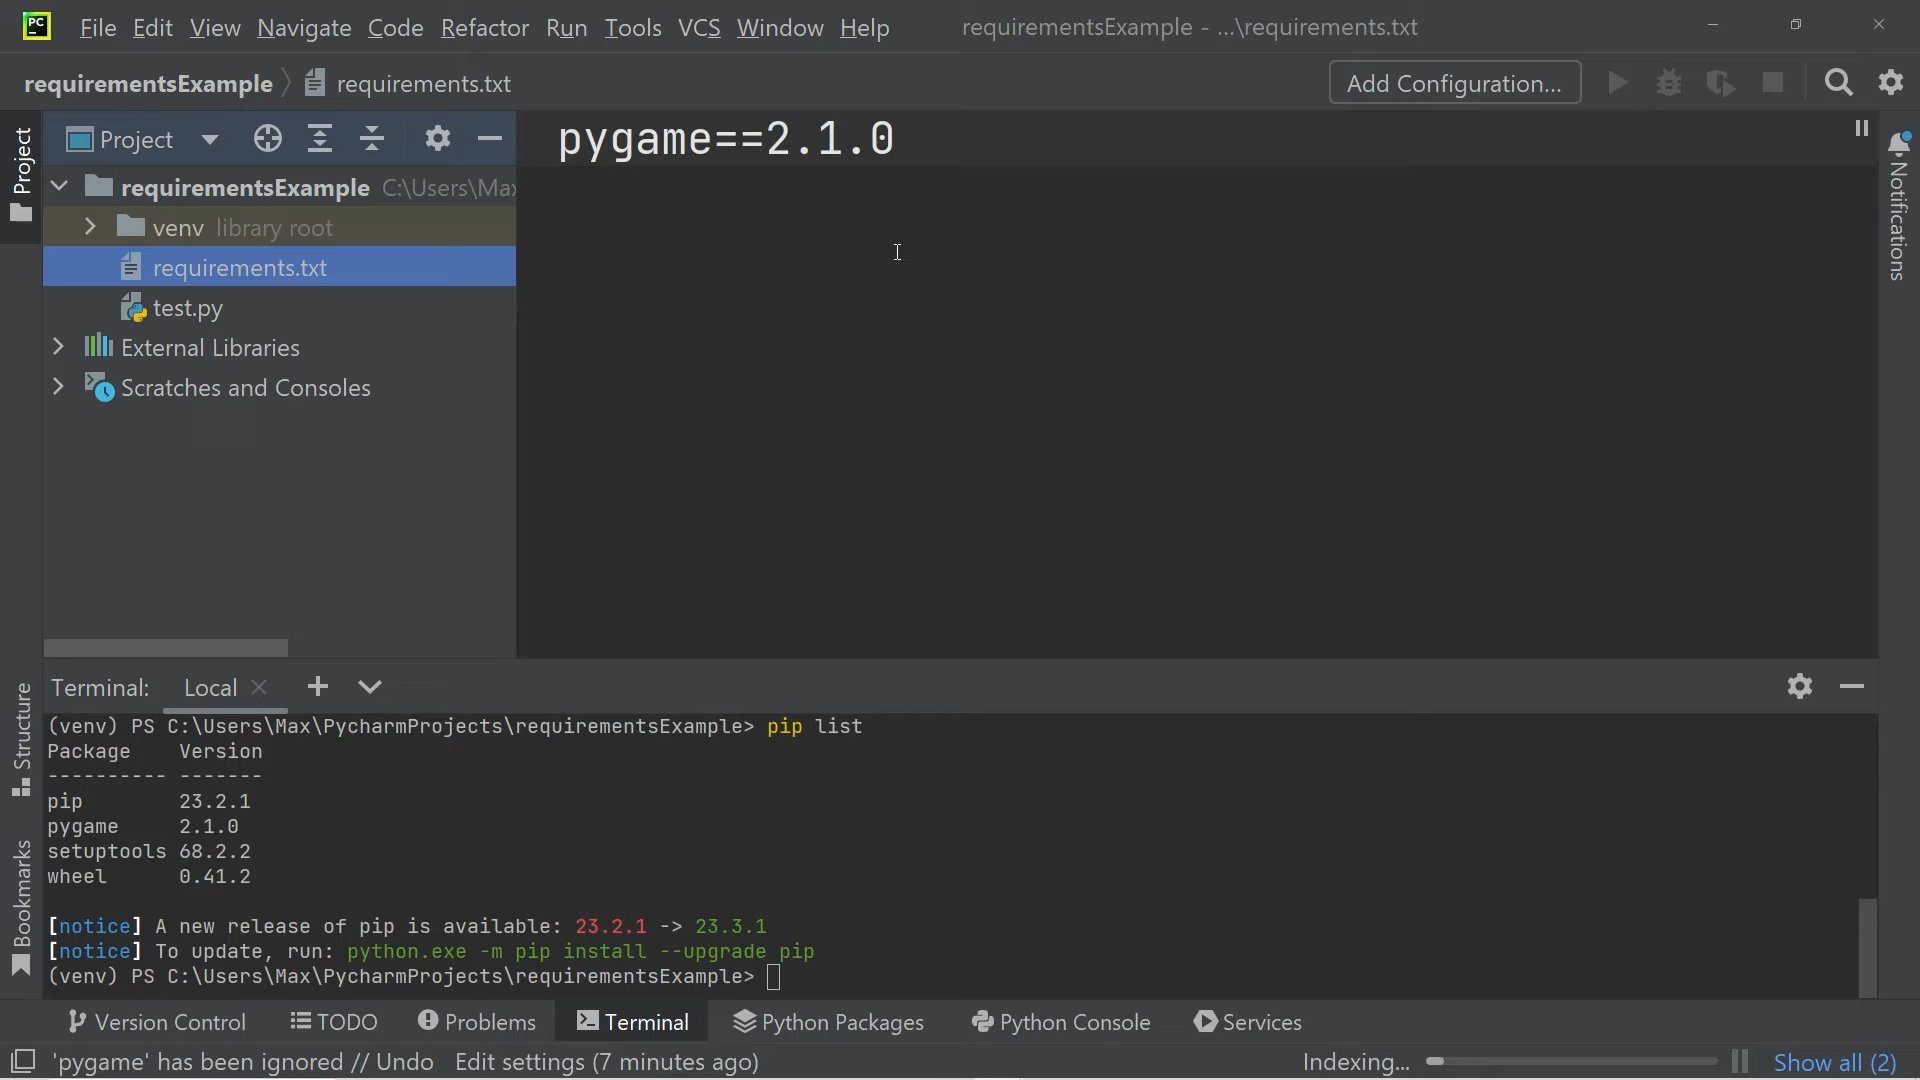 PC File Edit View Navigate Code Refactor Run Tools VCS Window Help requirementsExample - ...\requirements.txt
requirementsExample requirements.txt Add Configuration...
Project
Project
pygame==2.1.0
requirementsExample C:\Users\Max
venv library root
requirements.txt
test.py
External Libraries
Scratches and Consoles
Notifications
Terminal: Local
Structure
Bookmarks
(venv) PS C:\Users\Max\PycharmProjects\requirementsExample> pip list
Package Version
---------- -------
pip 23.2.1
pygame 2.1.0
setuptools 68.2.2
wheel 0.41.2
[notice] A new release of pip is available: 23.2.1 -> 23.3.1
[notice] To update, run: python.exe -m pip install --upgrade pip
(venv) PS C:\Users\Max\PycharmProjects\requirementsExample>
Version Control TODO Problems Terminal Python Packages Python Console Services
'pygame' has been ignored // Undo Edit settings (7 minutes ago) Indexing... Show all (2)